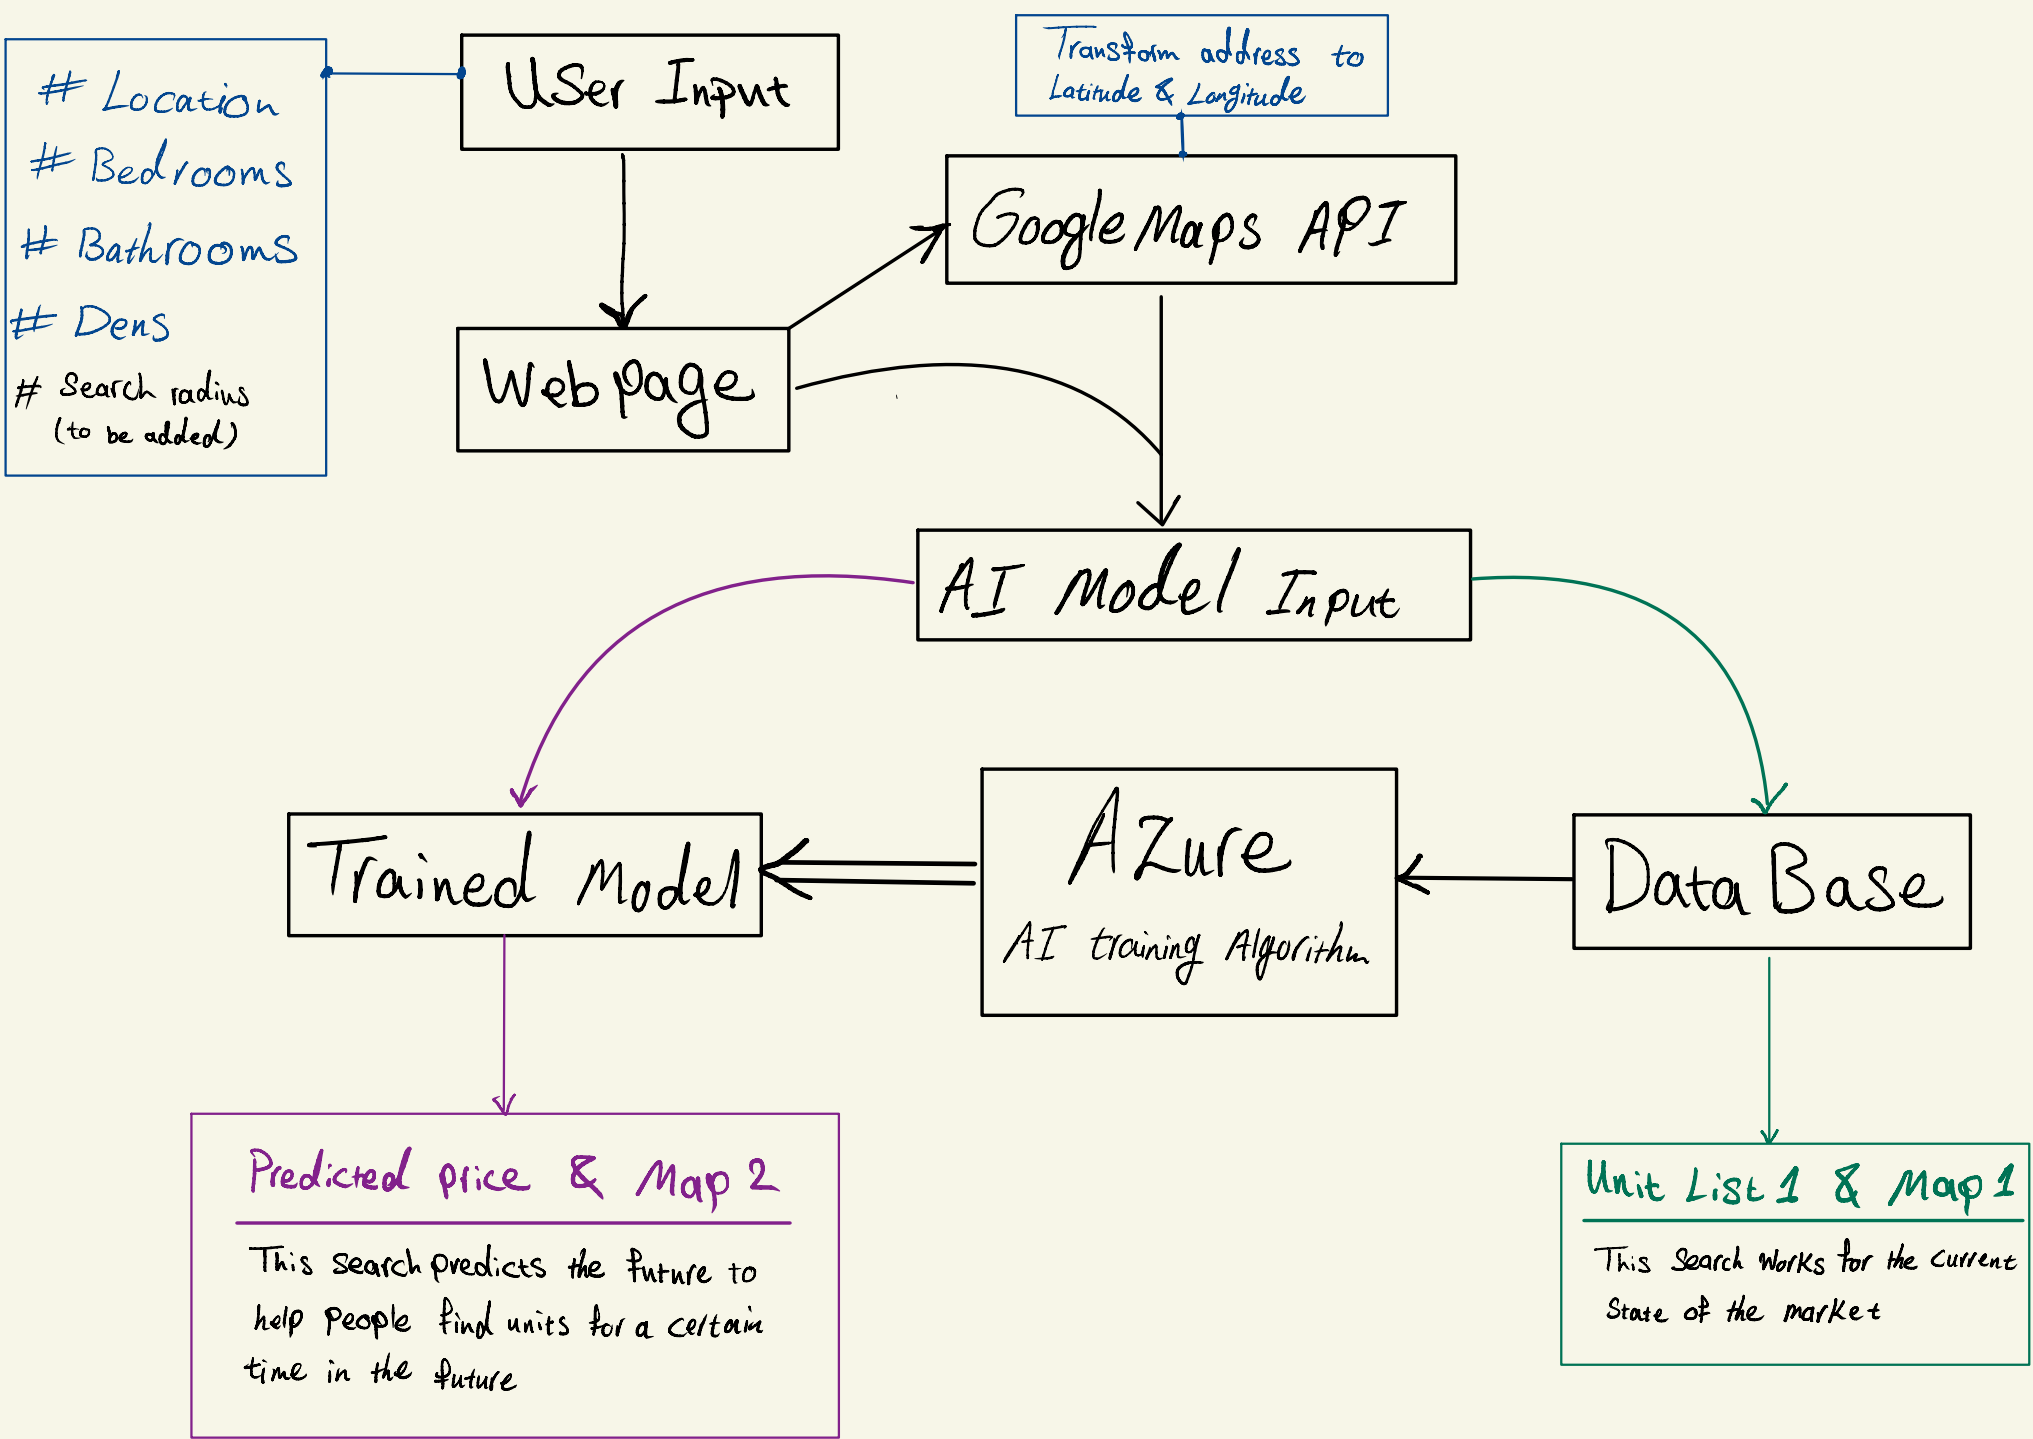 # Location
# Bedrooms
# Bathrooms
# Dens
# Search radius
(to be added)
User Input
Transform address to
Latitude & Longitude
Google Maps API
Web page
AI Model Input
Trained Model
Azure
AI training Algorithm
Data Base
Predicted price & Map 2
This search predicts the future to
help people find units for a certain
time in the future
Unit List 1 & Map 1
This Search Works for the current
State of the market